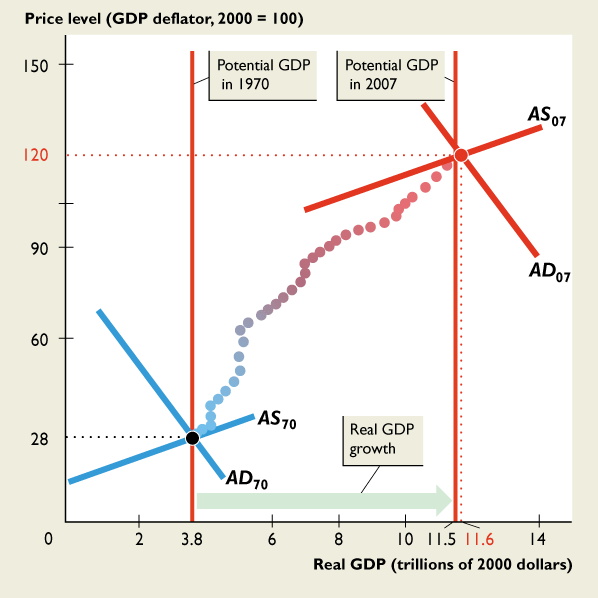 Price level (GDP deflator, 2000 = 100)
150
Potential GDP
in 1970
Potential GDP
in 2007
AS07
120
90
AD07
60
AS70
28
Real GDP
growth
AD70
0
2
3.8
6
8
10
11.5
11.6
14
Real GDP (trillions of 2000 dollars)